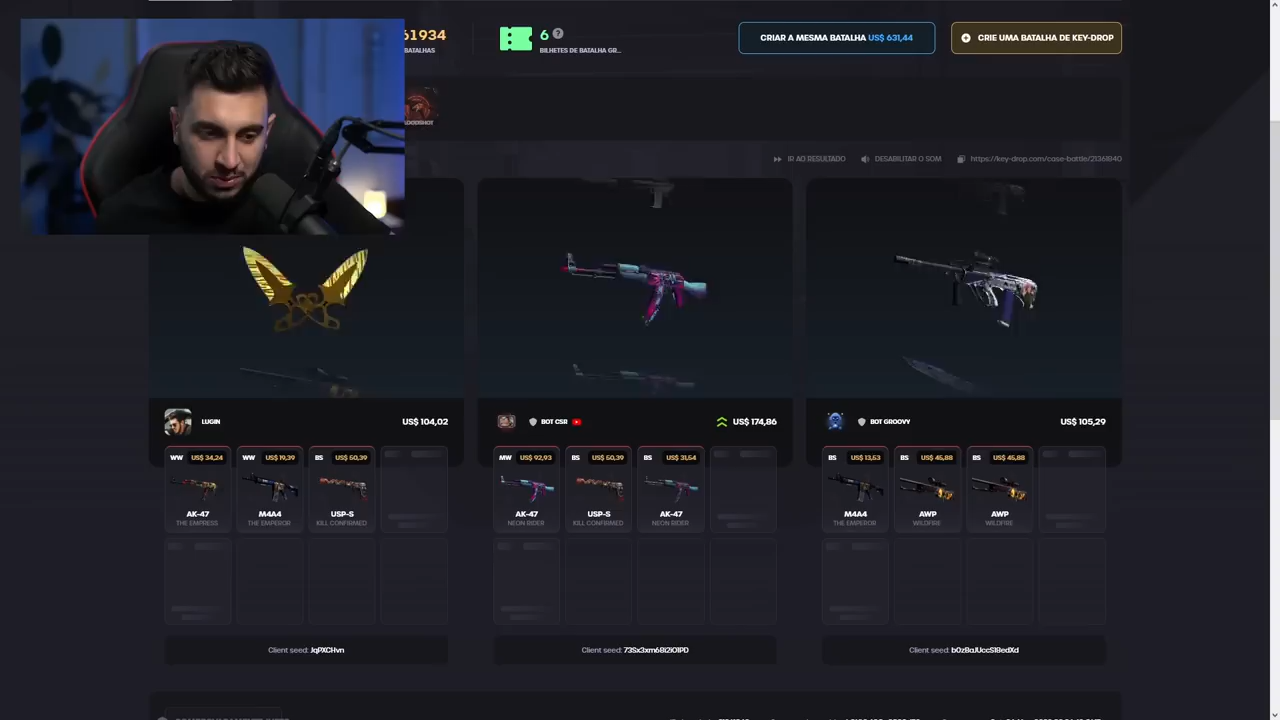 61934
6
?
BATALHAS
BILHETES DE BATALHA GR...
CRIAR A MESMA BATALHA US$ 631,44
CRIE UMA BATALHA DE KEY-DROP
IR AO RESULTADO
DESABILITAR O SOM
https://key-drop.com/case-battle/21361940
LUGIN
US$ 104,02
BOT CSR
US$ 174,86
BOT GROOVY
US$ 105,29
WW US$ 34,24
WW US$ 19,39
BS US$ 50,39
MW US$ 92,93
BS US$ 50,39
BS US$ 31,54
BS US$ 13,53
BS US$ 45,88
BS US$ 45,88
AK-47
M4A4
USP-S
AK-47
USP-S
AK-47
M4A4
AWP
AWP
THE EMPRESS
THE EMPEROR
KILL CONFIRMED
NEON RIDER
KILL CONFIRMED
NEON RIDER
THE EMPEROR
WILDFIRE
WILDFIRE
Client seed: JqPXCHvn
Client seed: 73Sx3xm68I2iO1PD
Client seed: b0zBaJUccS18edXd